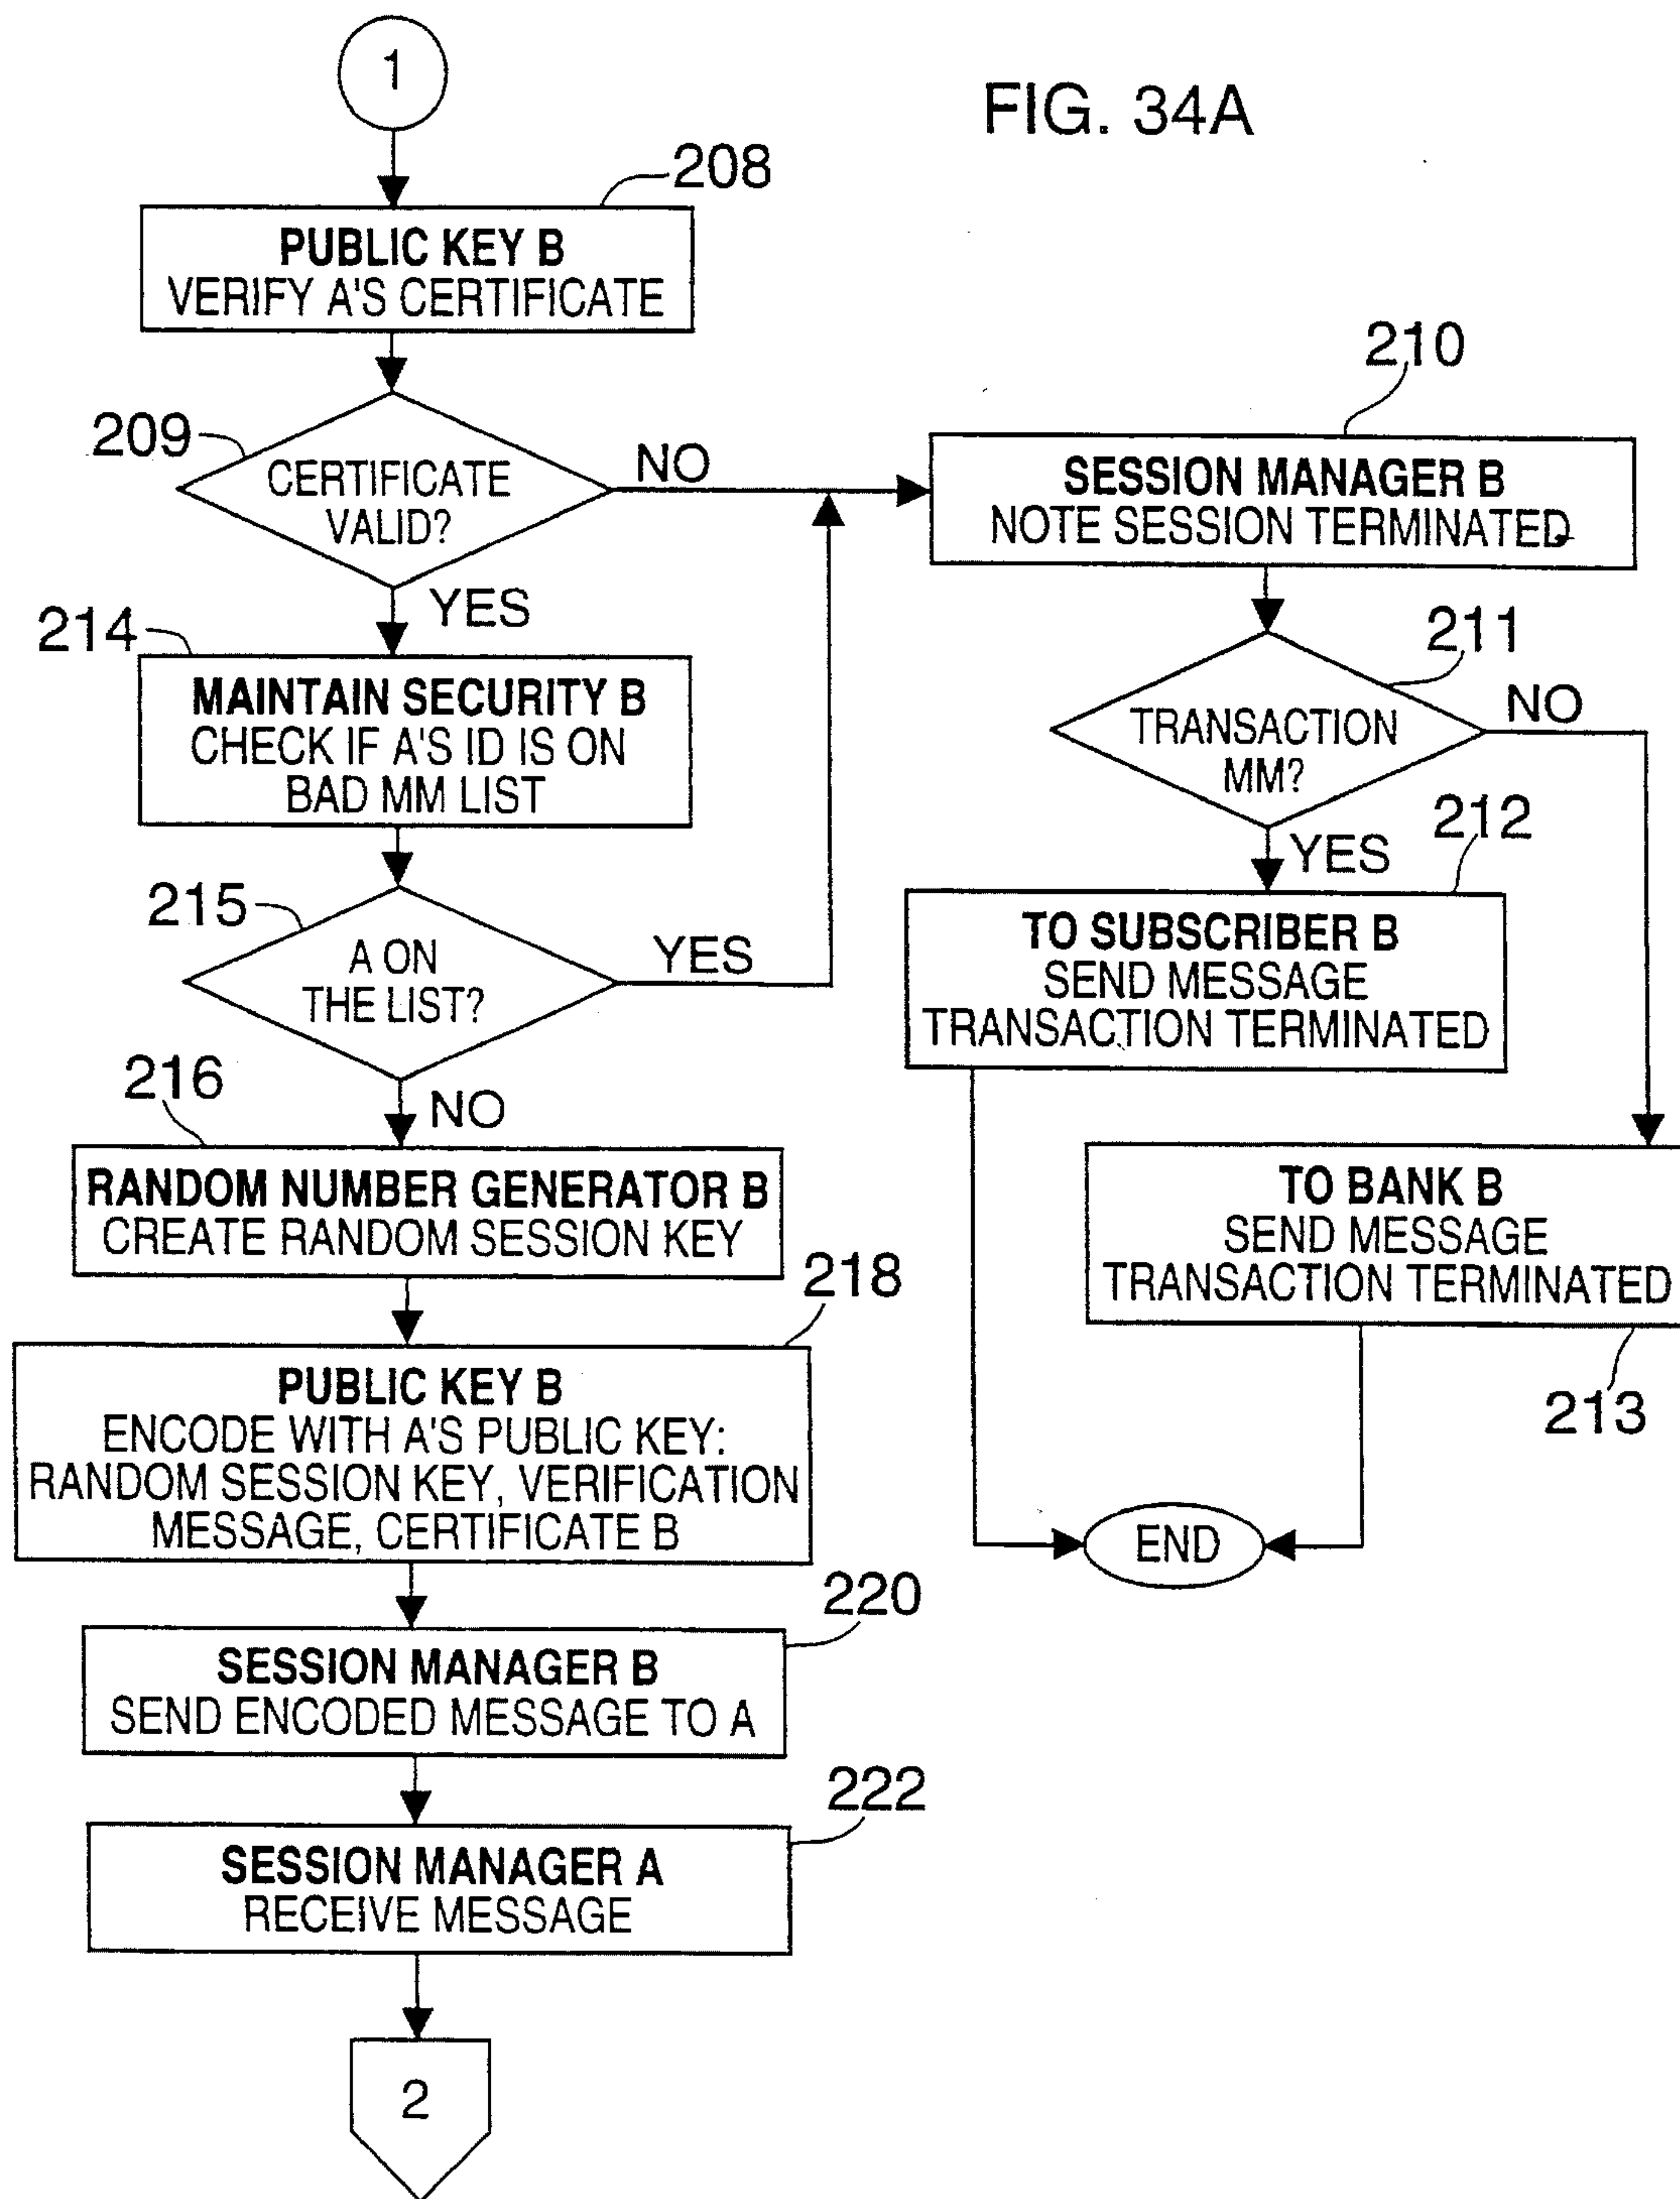 1
FIG. 34A
208
PUBLIC KEY B
VERIFY A'S CERTIFICATE
209
CERTIFICATE
VALID?
NO
YES
214
MAINTAIN SECURITY B
CHECK IF A'S ID IS ON
BAD MM LIST
215
A ON
THE LIST?
YES
NO
216
RANDOM NUMBER GENERATOR B
CREATE RANDOM SESSION KEY
218
PUBLIC KEY B
ENCODE WITH A'S PUBLIC KEY:
RANDOM SESSION KEY, VERIFICATION
MESSAGE, CERTIFICATE B
220
SESSION MANAGER B
SEND ENCODED MESSAGE TO A
222
SESSION MANAGER A
RECEIVE MESSAGE
2
210
SESSION MANAGER B
NOTE SESSION TERMINATED
211
TRANSACTION
MM?
NO
YES
212
TO SUBSCRIBER B
SEND MESSAGE
TRANSACTION TERMINATED
TO BANK B
SEND MESSAGE
TRANSACTION TERMINATED
213
END